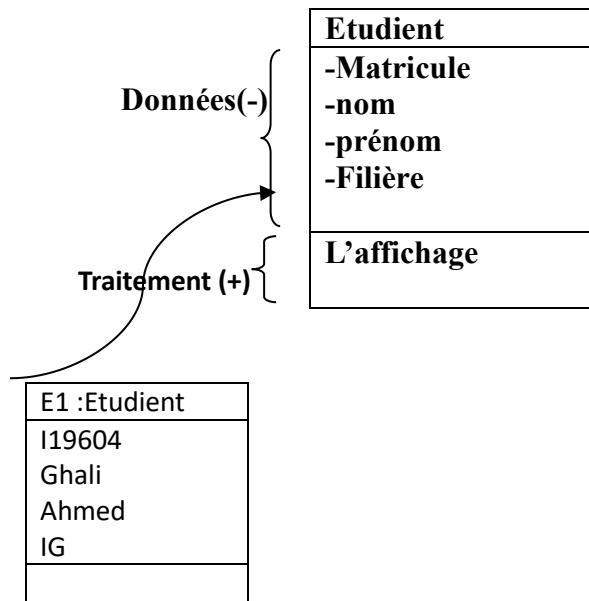 Etudient
Données(-)
-Matricule
-nom
-prénom
-Filière
Traitement (+)
L’affichage
E1 :Etudient
I19604
Ghali
Ahmed
IG